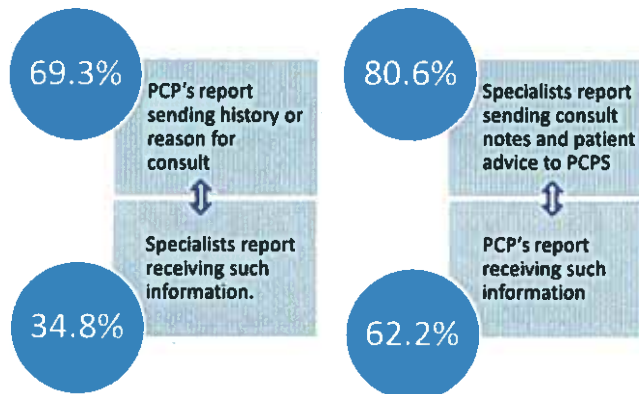 69.3%
PCP's report
sending history or
reason for
consult
Specialists report
receiving such
information.
34.8%
80.6%
Specialists report
sending consult
notes and patient
advice to PCPS
PCP's report
receiving such
information
62.2%